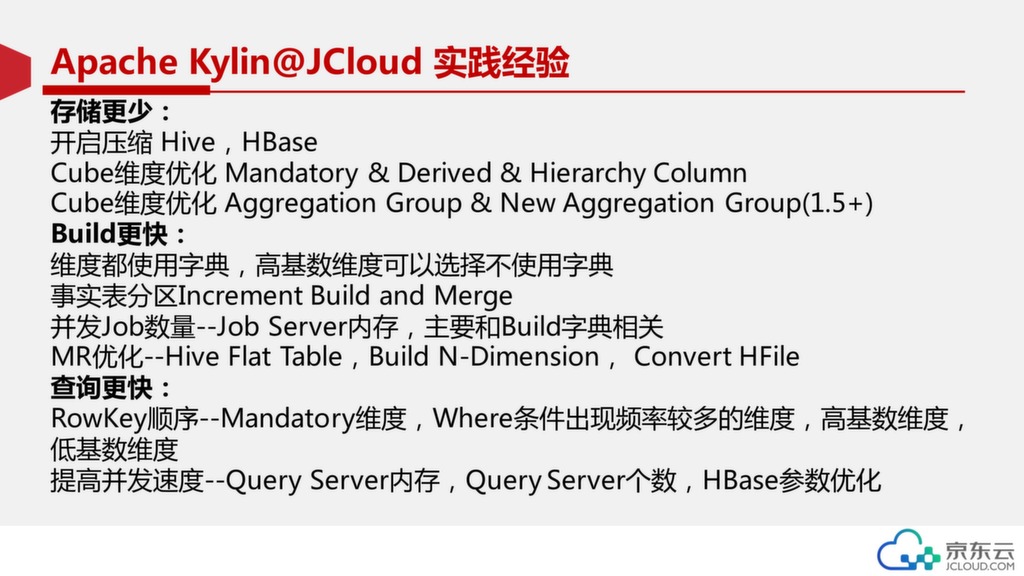 Apache Kylin@JCloud 实践经验
存储更少：
开启压缩 Hive，HBase
Cube维度优化 Mandatory & Derived & Hierarchy Column
Cube维度优化 Aggregation Group & New Aggregation Group(1.5+)
Build更快：
维度都使用字典，高基数维度可以选择不使用字典
事实表分区Increment Build and Merge
并发Job数量--Job Server内存，主要和Build字典相关
MR优化--Hive Flat Table，Build N-Dimension， Convert HFile
查询更快：
RowKey顺序--Mandatory维度，Where条件出现频率较多的维度，高基数维度，
低基数维度
提高并发速度--Query Server内存，Query Server个数，HBase参数优化
京东云
JCLOUD.COM